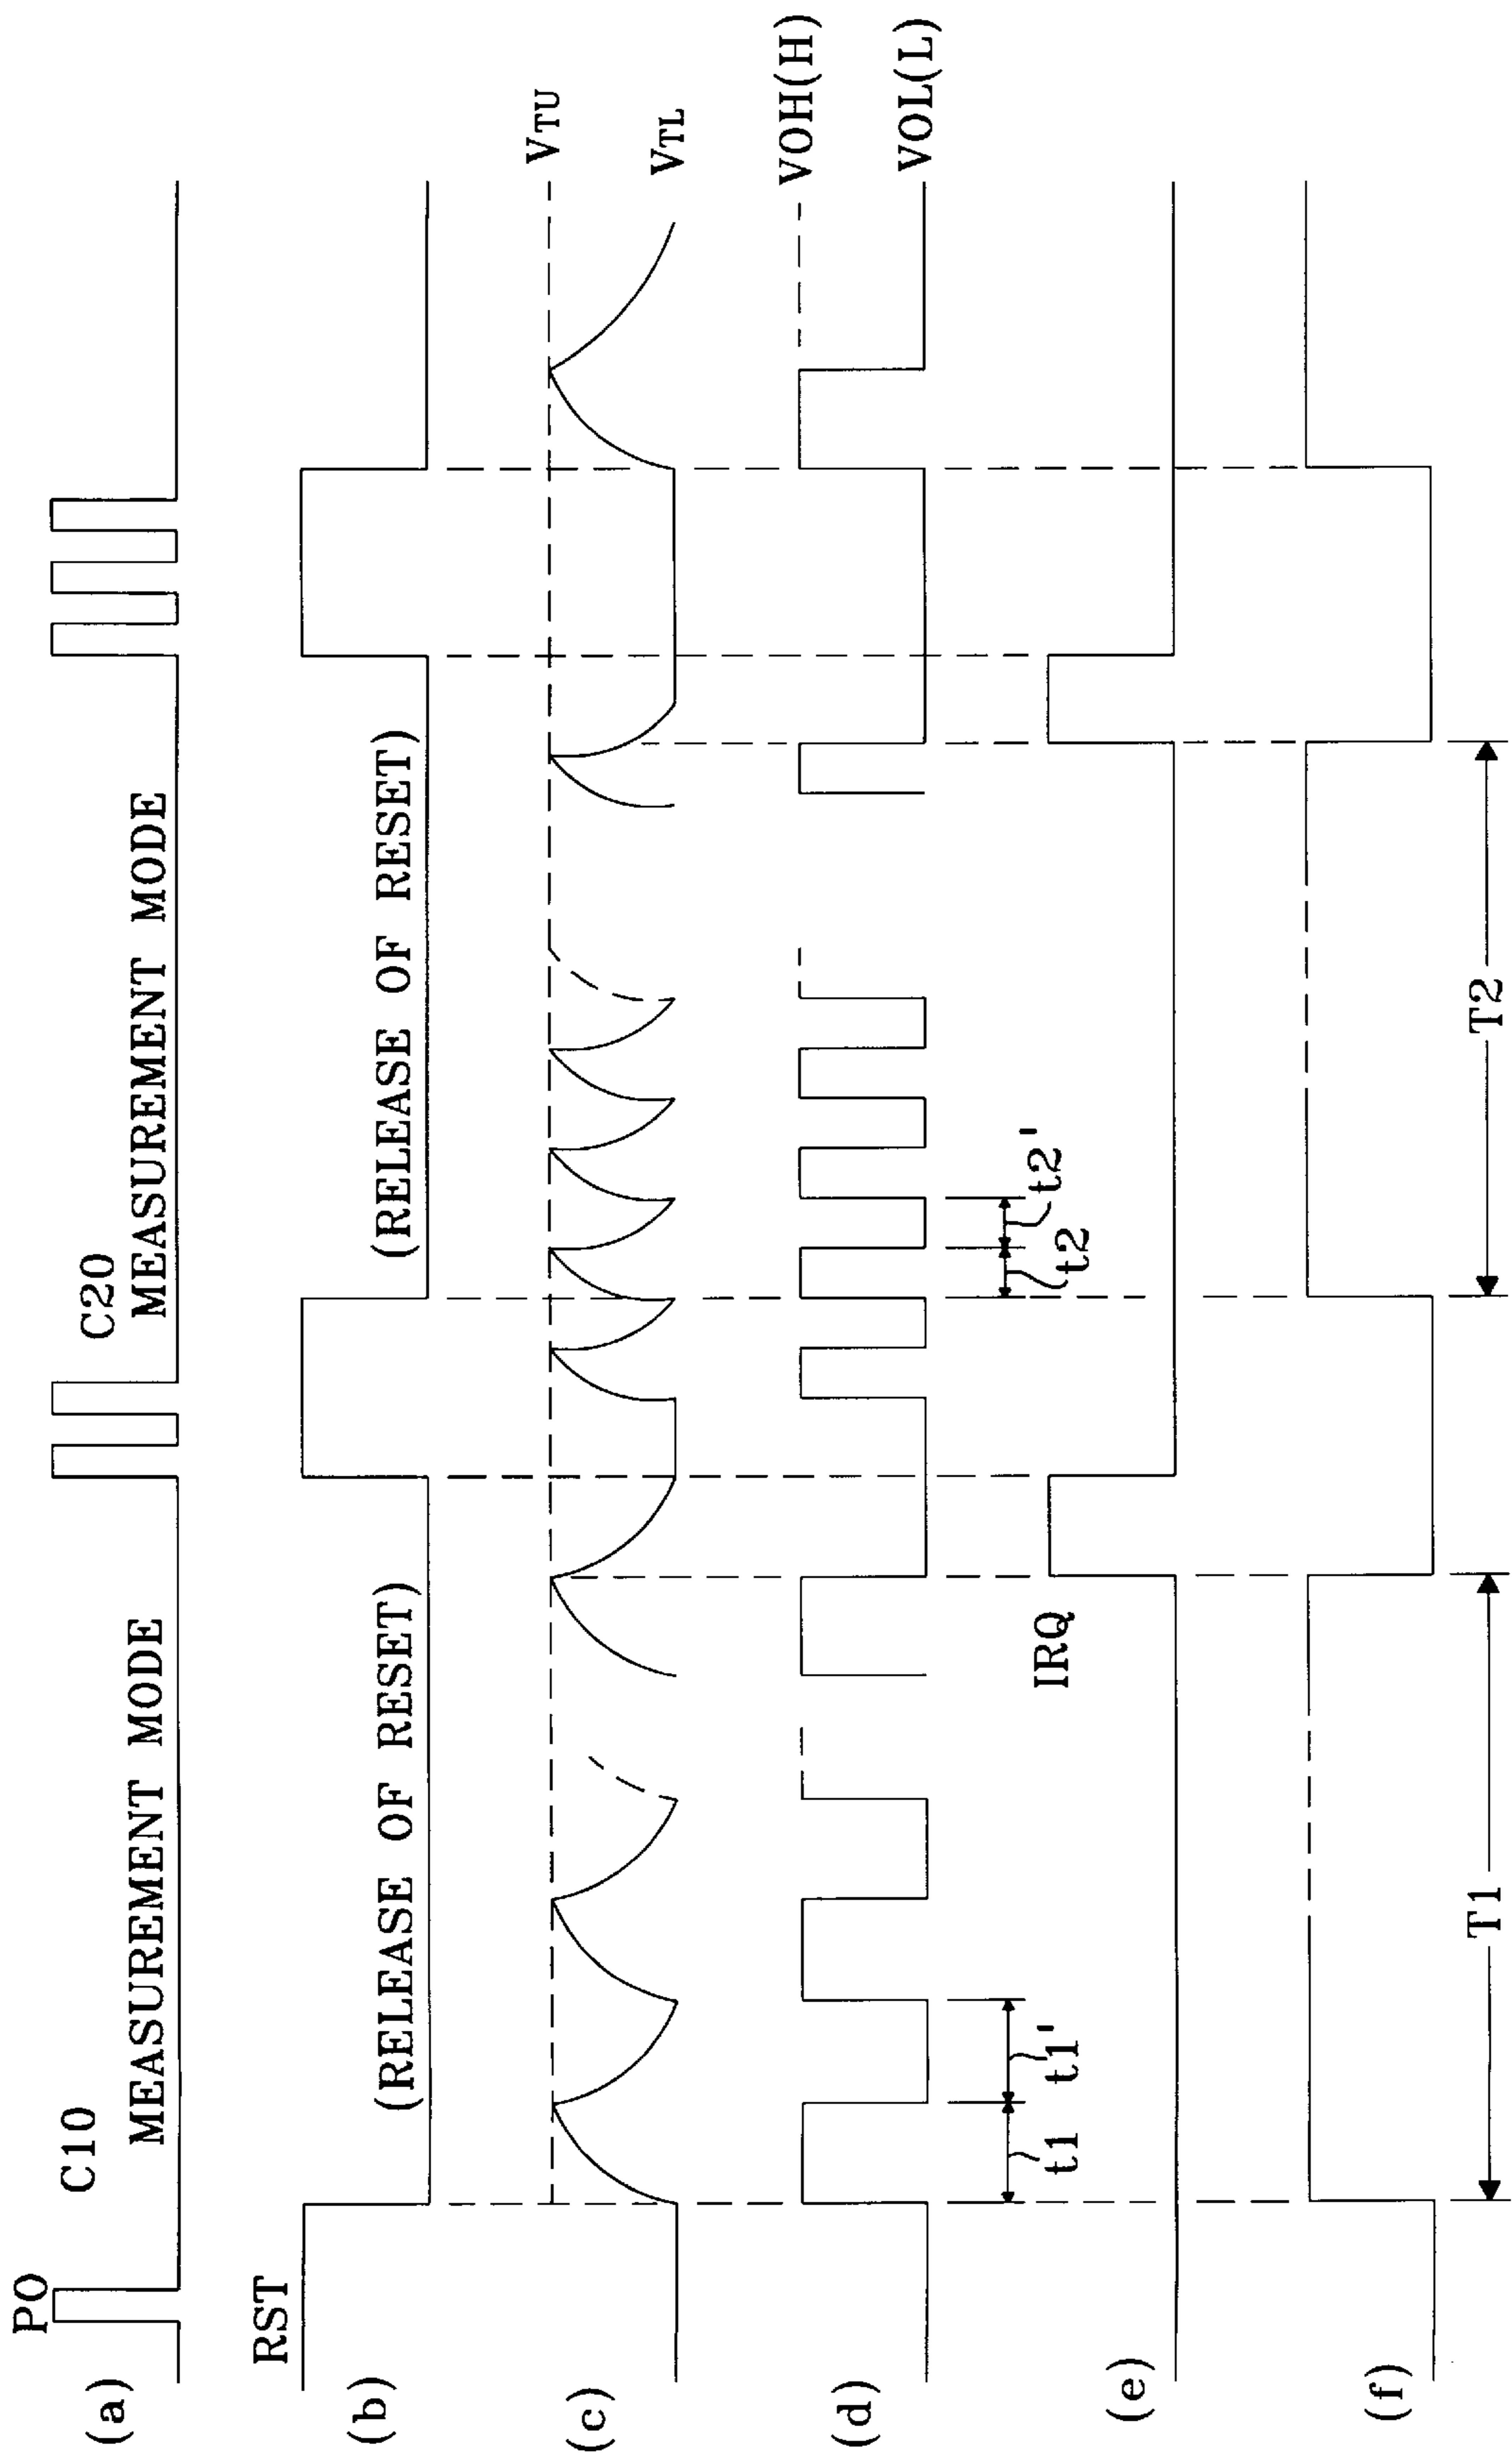 (a)
PO
C10
MEASUREMENT MODE
C20
MEASUREMENT MODE
(b)
RST
(RELEASE OF RESET)
(RELEASE OF RESET)
(c)
VTU
VTL
(d)
VOH(H)
VOL(L)
t1
t1'
t2
t2'
(e)
IRQ
(f)
T1
T2